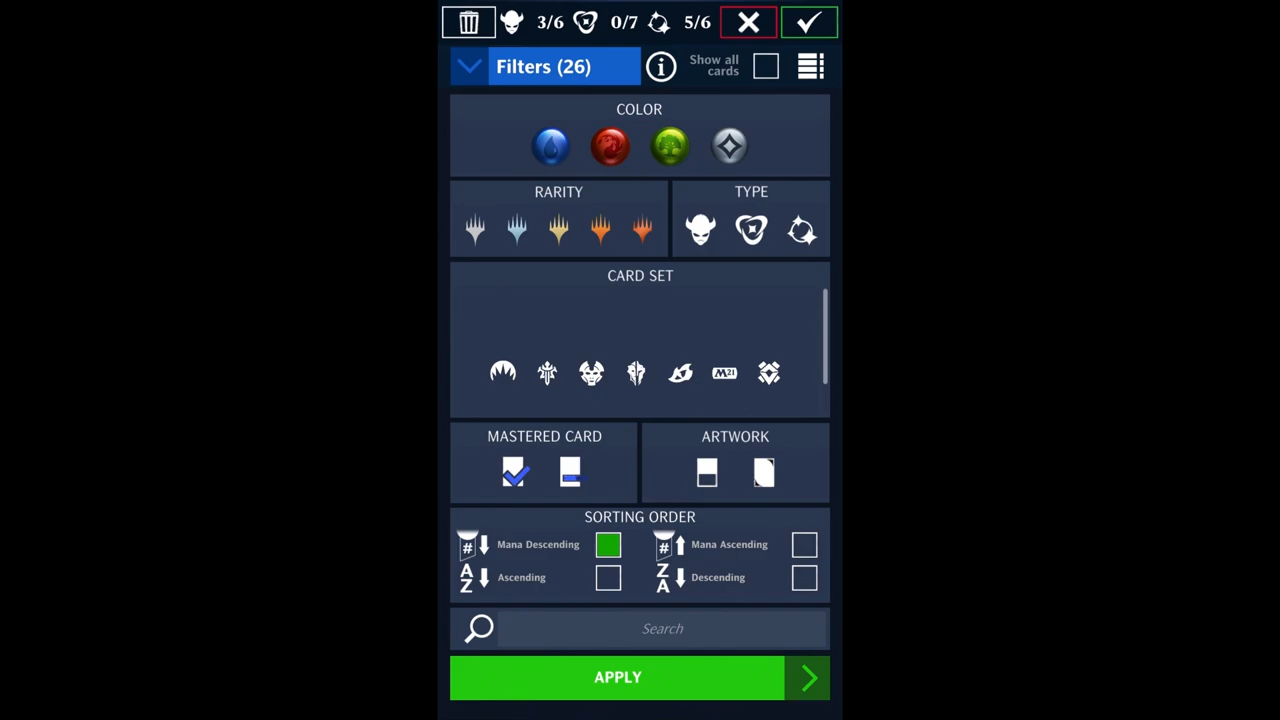 3/6 0/7 5/6
Filters (26)
Show all
cards
COLOR
RARITY
TYPE
CARD SET
M21
MASTERED CARD
ARTWORK
SORTING ORDER
# Mana Descending
# Mana Ascending
A
Z
Ascending
Z
A
Descending
Search
APPLY